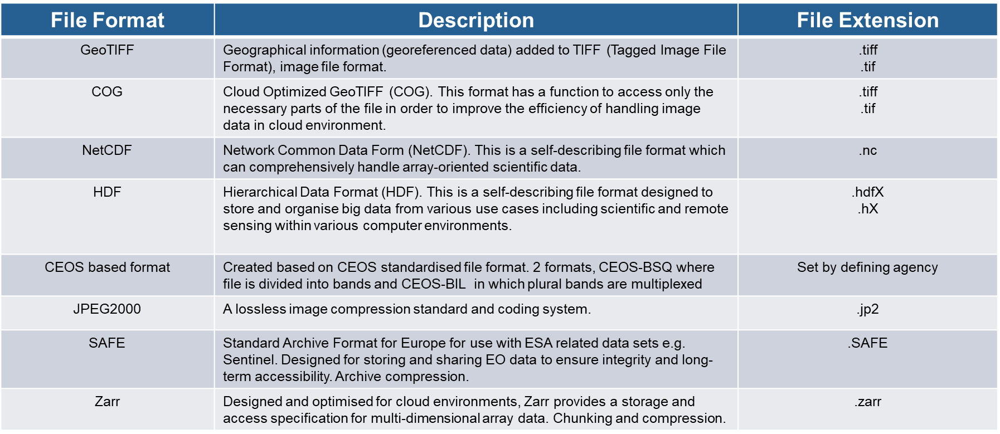 File Format
Description
File Extension
GeoTIFF
Geographical information (georeferenced data) added to TIFF (Tagged Image File
Format), image file format.
.tiff
.tif
COG
Cloud Optimized GeoTIFF (COG). This format has a function to access only the
necessary parts of the file in order to improve the efficiency of handling image
data in cloud environment.
.tiff
.tif
NetCDF
Network Common Data Form (NetCDF). This is a self-describing file format which
can comprehensively handle array-oriented scientific data.
.nc
HDF
Hierarchical Data Format (HDF). This is a self-describing file format designed to
store and organise big data from various use cases including scientific and remote
sensing within various computer environments.
.hdfX
.hX
CEOS based format
Created based on CEOS standardised file format. 2 formats, CEOS-BSQ where
file is divided into bands and CEOS-BIL in which plural bands are multiplexed
Set by defining agency
JPEG2000
A lossless image compression standard and coding system.
.jp2
SAFE
Standard Archive Format for Europe for use with ESA related data sets e.g.
Sentinel. Designed for storing and sharing EO data to ensure integrity and long-
term accessibility. Archive compression.
.SAFE
Zarr
Designed and optimised for cloud environments, Zarr provides a storage and
access specification for multi-dimensional array data. Chunking and compression.
.zarr